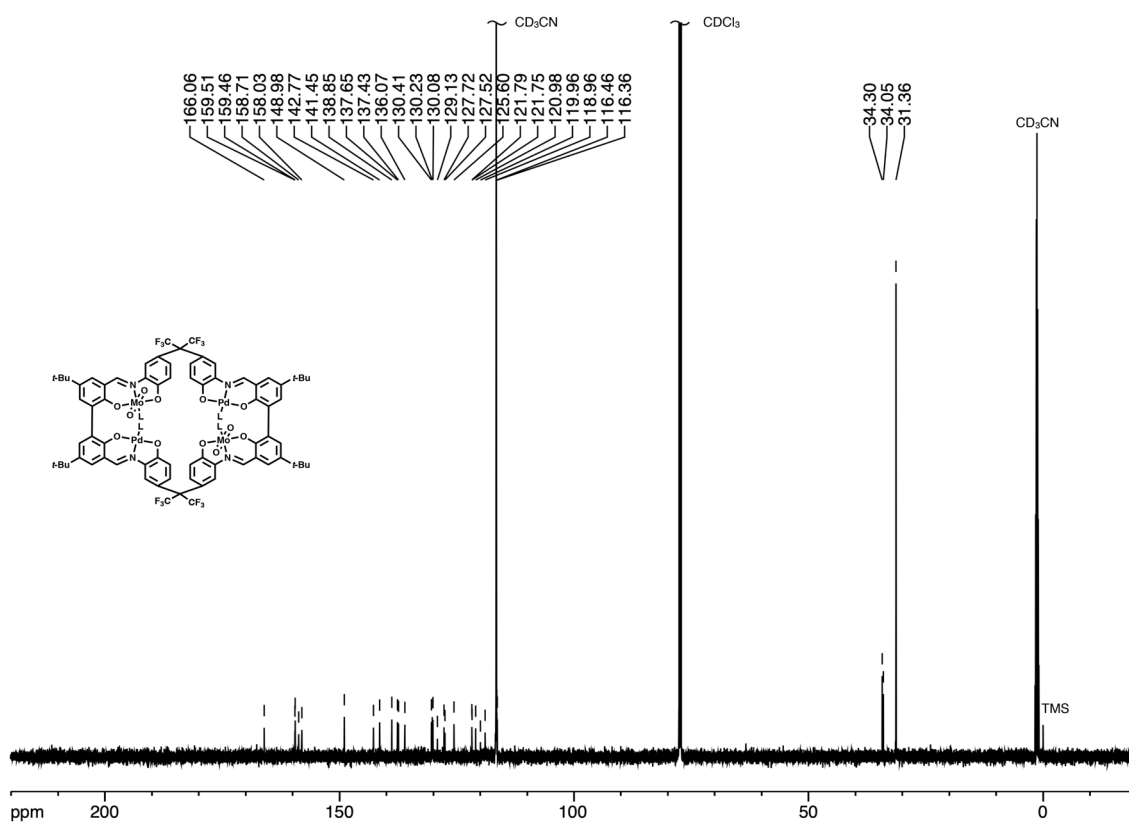 CD₃CN
CDCl₃
166.06
159.51
159.46
158.71
158.03
148.98
142.77
141.45
138.85
137.65
137.43
136.07
130.41
130.23
130.08
129.13
127.72
127.52
125.60
121.79
121.75
120.98
119.96
118.96
116.46
116.36
34.30
34.05
31.36
CD₃CN
F₃C CF₃
t-Bu N N t-Bu
O Mo O O Pd O
O
L L
O
O Pd O O Mo O
O
t-Bu N N t-Bu
F₃C CF₃
TMS
ppm 200 150 100 50 0